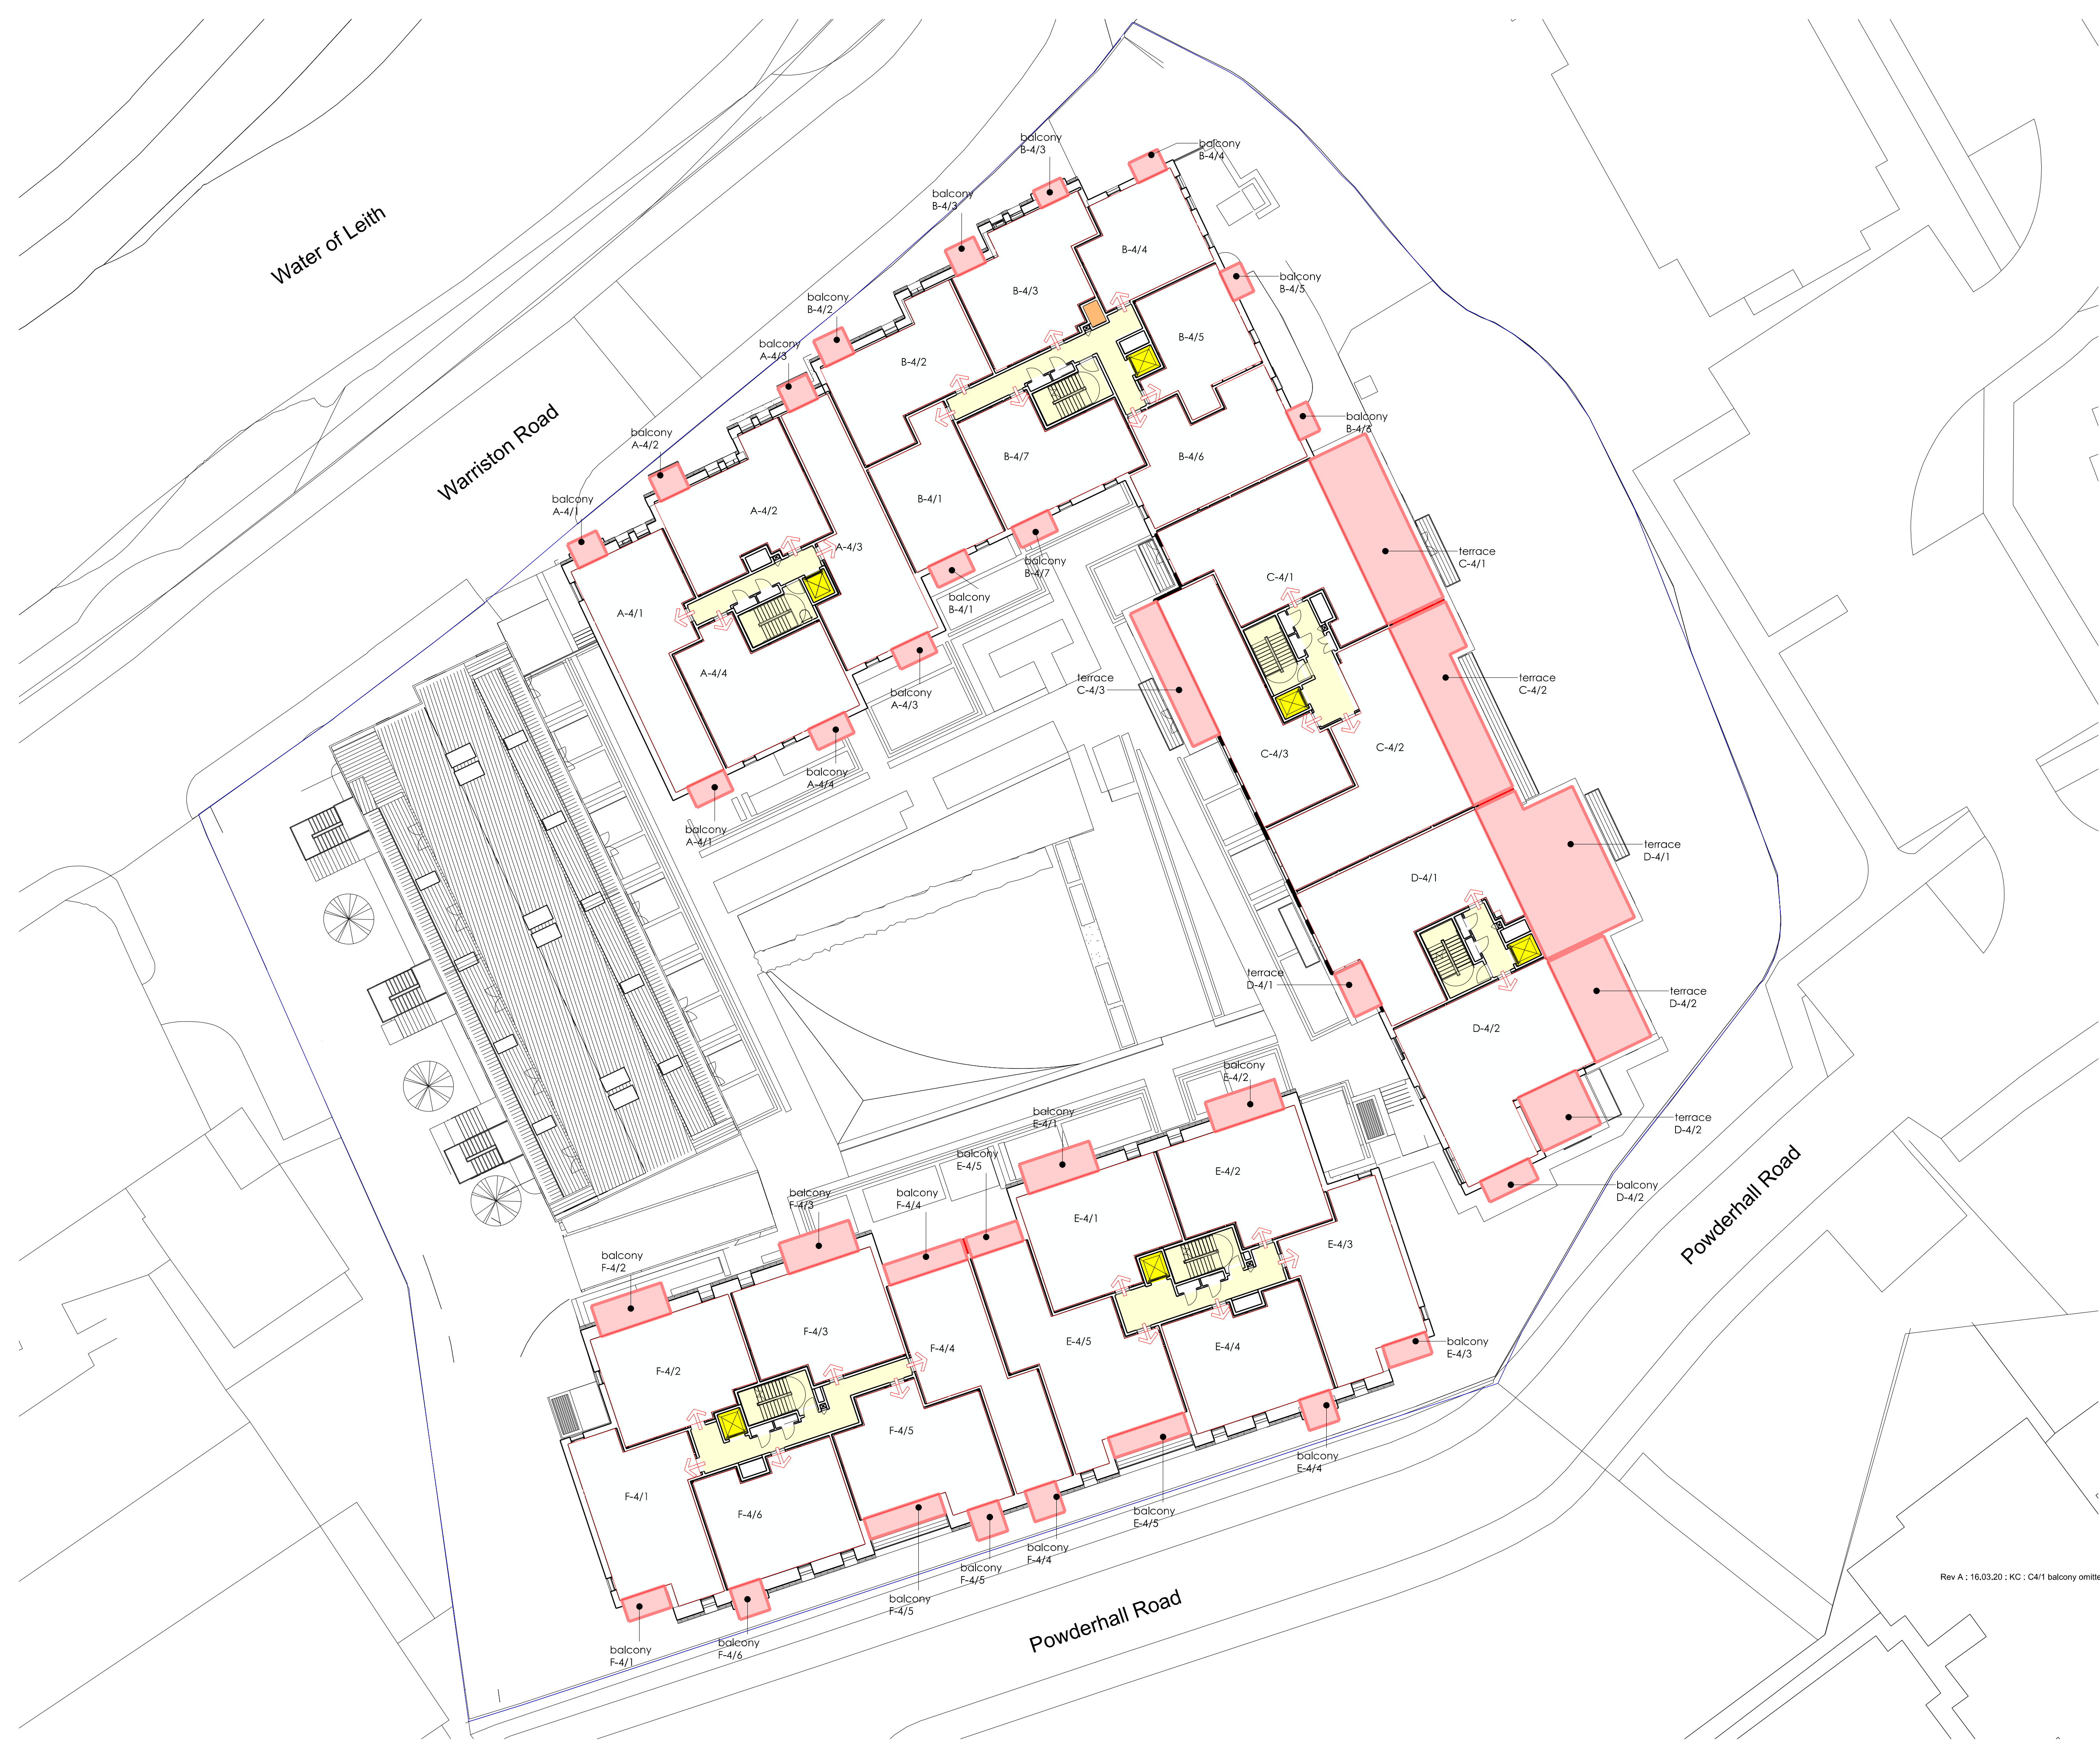 balcony
B-4/3
balcony
B-4/4
balcony
B-4/3
Water of Leith
B-4/4
balcony
B-4/5
B-4/3
balcony
B-4/2
B-4/5
balcony
A-4/3
B-4/2
balcony
B-4/6
Warriston Road
balcony
A-4/2
B-4/7
B-4/6
balcony
A-4/1
B-4/1
A-4/2
A-4/3
terrace
C-4/1
balcony
B-4/7
C-4/1
balcony
B-4/1
A-4/1
A-4/4
terrace
C-4/3
terrace
C-4/2
balcony
A-4/3
C-4/3
C-4/2
balcony
A-4/4
balcony
A-4/1
terrace
D-4/1
D-4/1
terrace
D-4/1
terrace
D-4/2
D-4/2
balcony
E-4/2
balcony
E-4/1
terrace
D-4/2
balcony
E-4/5
E-4/2
balcony
D-4/2
balcony
F-4/3
balcony
F-4/4
Powderhall Road
E-4/1
E-4/3
balcony
F-4/2
F-4/3
F-4/4
E-4/5
E-4/4
balcony
E-4/3
F-4/2
F-4/5
balcony
E-4/4
F-4/1
F-4/6
balcony
E-4/5
balcony
F-4/4
balcony
F-4/5
balcony
F-4/5
Powderhall Road
balcony
F-4/6
balcony
F-4/1
Rev A : 16.03.20 : KC : C4/1 balcony omitte